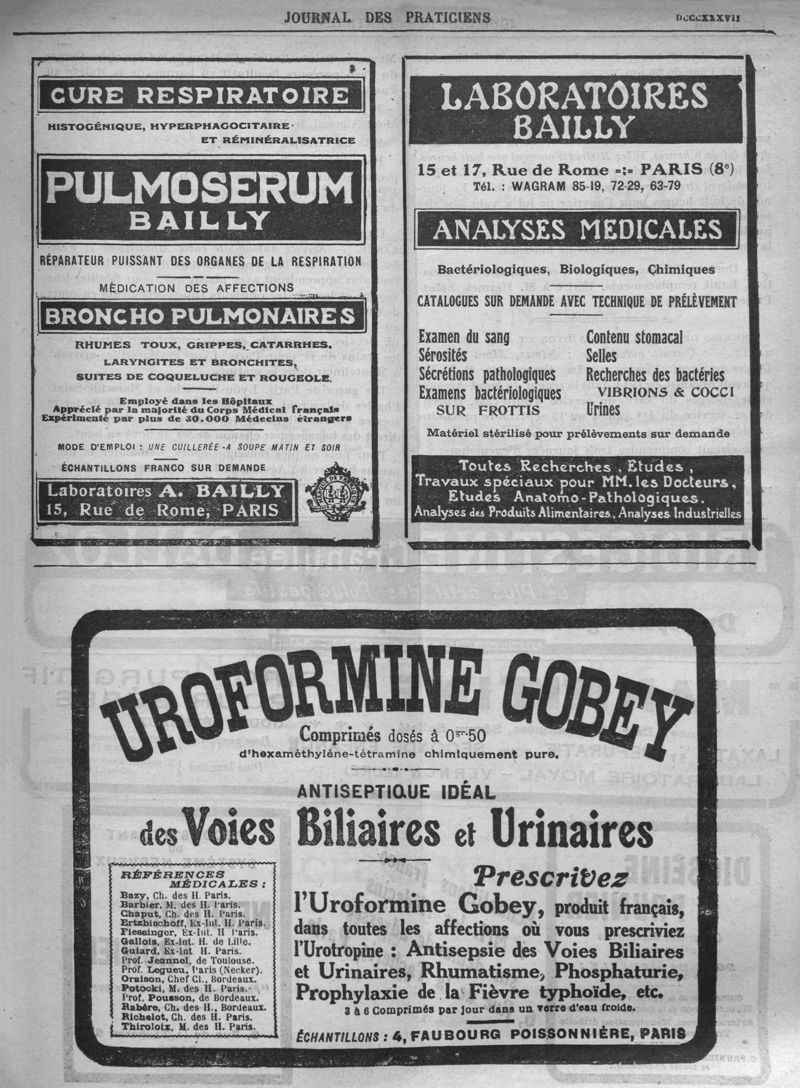 JOURNAL DES PRATICIENS
DCCCXXXVII
CURE RESPIRATOIRE
HISTOGÉNIQUE, HYPERPHAGOCITAIRE
ET RÉMINÉRALISATRICE
PULMOSERUM
BAILLY
RÉPARATEUR PUISSANT DES ORGANES DE LA RESPIRATION
MÉDICATION DES AFFECTIONS
BRONCHO PULMONAIRES
RHUMES TOUX, GRIPPES, CATARRHES,
LARYNGITES ET BRONCHITES,
SUITES DE COQUELUCHE ET ROUGEOLE.
Employé dans les Hôpitaux
Apprécié par la majorité du Corps Médical français
Expérimenté par plus de 30.000 Médecins étrangers
MODE D'EMPLOI : UNE CUILLERÉE A SOUPE MATIN ET SOIR
ÉCHANTILLONS FRANCO SUR DEMANDE
Laboratoires A. BAILLY
15, Rue de Rome, PARIS
LABORATOIRES
BAILLY
15 et 17, Rue de Rome -:- PARIS (8e)
Tél. : WAGRAM 85-19, 72-29, 63-79
ANALYSES MEDICALES
Bactériologiques, Biologiques, Chimiques
CATALOGUES SUR DEMANDE AVEC TECHNIQUE DE PRÉLÈVEMENT
Examen du sang
Sérosités
Sécrétions pathologiques
Examens bactériologiques
SUR FROTTIS
Contenu stomacal
Selles
Recherches des bactéries
VIBRIONS & COCCI
Urines
Matériel stérilisé pour prélèvements sur demande
Toutes Recherches, Etudes,
Travaux spéciaux pour MM. les Docteurs,
Etudes Anatomo-Pathologiques.
Analyses des Produits Alimentaires, Analyses Industrielles
UROFORMINE GOBEY
Comprimés dosés à 0gr.50
d'hexaméthylène-tétramine chimiquement pure.
ANTISEPTIQUE IDÉAL
des Voies Biliaires et Urinaires
RÉFÉRENCES
MÉDICALES :
Bazy, Ch. des H. Paris.
Barbier, M. des H. Paris.
Chaput, Ch. des H. Paris.
Ertzbischoff, Ex-Int. H. Paris.
Fiessinger, Ex-Int. H Paris.
Gallois, Ex-Int. H. de Lille.
Guiard, Ex-Int H. Paris.
Prof. Jeannel, de Toulouse.
Prof. Legueu, Paris (Necker).
Oraison, Chef Cl., Bordeaux.
Potocki, M. des H. Paris.
Prof. Pousson, de Bordeaux.
Rabère, Ch. des H., Bordeaux.
Richelot, Ch. des H. Paris.
Thiroloix, M. des H. Paris.
Prescrivez
l'Uroformine Gobey, produit français,
dans toutes les affections où vous prescriviez
l'Urotropine : Antisepsie des Voies Biliaires
et Urinaires, Rhumatisme, Phosphaturie,
Prophylaxie de la Fièvre typhoïde, etc.
3 à 6 Comprimés par jour dans un verre d'eau froide.
ÉCHANTILLONS : 4, FAUBOURG POISSONNIÈRE, PARIS